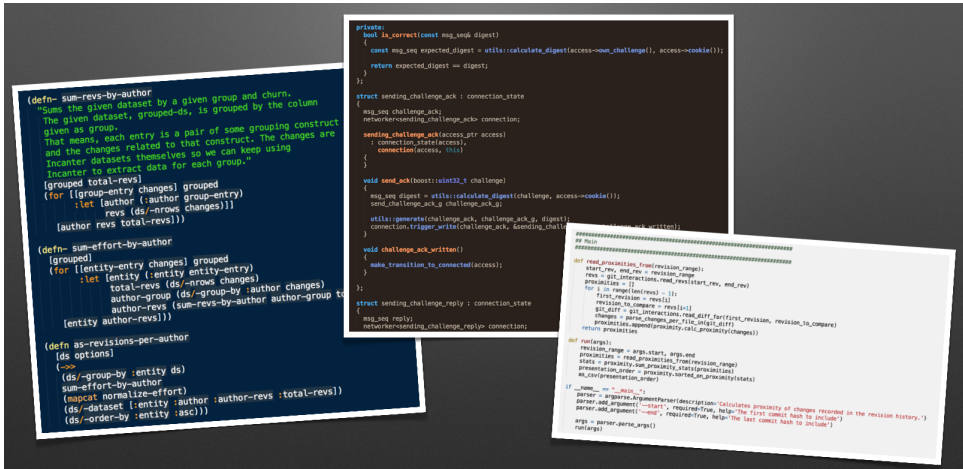 (defn- sum-revs-by-author
"Sums the given dataset by a given group and churn.
The given dataset, grouped-ds, is grouped by the column
given as group.
That means, each entry is a pair of some grouping construct
and the changes related to that construct. The changes are
Incanter datasets themselves so we can keep using
Incanter to extract data for each group."
[grouped total-revs]
(for [[group-entry changes] grouped
:let [author (:author group-entry)
revs (ds/-nrows changes)]]
[author revs total-revs]))
(defn- sum-effort-by-author
[grouped]
(for [[entity-entry changes] grouped
:let [entity (:entity entity-entry)
total-revs (ds/-nrows changes)
author-group (ds/-group-by :author changes)
author-revs (sum-revs-by-author author-group to
[entity author-revs]))
(defn as-revisions-per-author
[ds options]
(->>
(ds/-group-by :entity ds)
sum-effort-by-author
(mapcat normalize-effort)
(ds/-dataset [:entity :author :author-revs :total-revs])
(ds/-order-by :entity :asc)))
private:
bool is_correct(const msg_seq& digest)
{
const msg_seq expected_digest = utils::calculate_digest(access->own_challenge(), access->cookie());
return expected_digest == digest;
}
};
struct sending_challenge_ack : connection_state
{
msg_seq challenge_ack;
networker<sending_challenge_ack> connection;
sending_challenge_ack(access_ptr access)
: connection_state(access),
connection(access, this)
{
}
void send_ack(boost::uint32_t challenge)
{
msg_seq digest = utils::calculate_digest(challenge, access->cookie());
send_challenge_ack_g challenge_ack_g;
utils::generate(challenge_ack, challenge_ack_g, digest);
connection.trigger_write(challenge_ack, &sending_challenge_ack::challenge_ack_written);
}
void challenge_ack_written()
{
make_transition_to_connected(access);
}
};
struct sending_challenge_reply : connection_state
{
msg_seq reply;
networker<sending_challenge_reply> connection;
## Main
def read_proximities_from(revision_range):
start_rev, end_rev = revision_range
revs = git_interactions.read_revs(start_rev, end_rev)
proximities = []
for i in range(len(revs) - 1):
first_revision = revs[i]
revision_to_compare = revs[i+1]
git_diff = git_interactions.read_diff_for(first_revision, revision_to_compare)
changes = parse_changes_per_file_in(git_diff)
proximities.append(proximity.calc_proximity(changes))
return proximities
def run(args):
revision_range = args.start, args.end
proximities = read_proximities_from(revision_range)
stats = proximity.sum_proximity_stats(proximities)
presentation_order = proximity.sorted_on_proximity(stats)
as_csv(presentation_order)
if __name__ == "__main__":
parser = argparse.ArgumentParser(description='Calculates proximity of changes recorded in the revision history.')
parser.add_argument('--start', required=True, help='The first commit hash to include')
parser.add_argument('--end', required=True, help='The last commit hash to include')
args = parser.parse_args()
run(args)